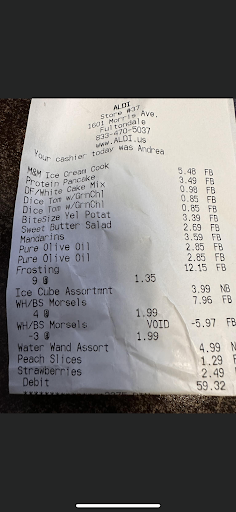 ALDI
Store #37
1601 Morris Ave.
Fultondale
833-470-5037
www.ALDI.us
Your cashier today was Andrea
M&M Ice Cream Cook 5.48 FB
Protein Pancake 3.49 FB
DF/White Cake Mix 0.98 FB
Dice Tom w/GrnChl 0.85 FB
Dice Tom w/GrnChl 0.85 FB
BiteSize Yel Potat 3.39 FB
Sweet Butter Salad 2.69 FB
Mandarins 3.59 FB
Pure Olive Oil 2.85 FB
Pure Olive Oil 2.85 FB
Frosting 12.15 FB
9 @ 1.35
Ice Cube Assortmnt 3.99 NB
WH/BS Morsels 7.96 FB
4 @ 1.99
WH/BS Morsels VOID -5.97 FB
-3 @ 1.99
Water Wand Assort 4.99 N
Peach Slices 1.29 F
Strawberries 2.49
Debit 59.32